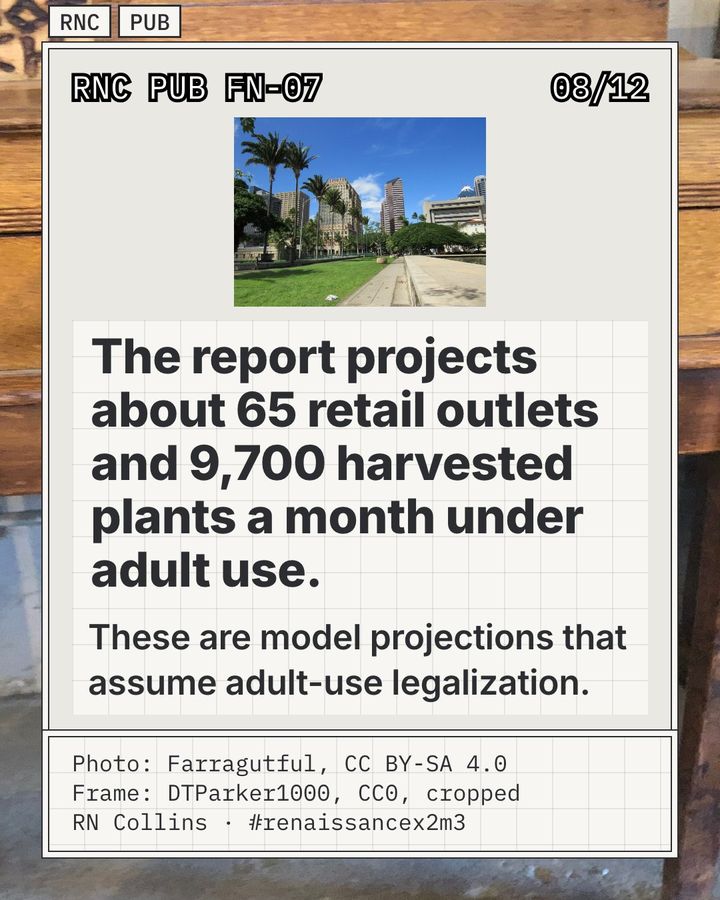 RNC PUB
RNC PUB FN-07 08/12
The report projects
about 65 retail outlets
and 9,700 harvested
plants a month under
adult use.
These are model projections that
assume adult-use legalization.
Photo: Farragutful, CC BY-SA 4.0
Frame: DTParker1000, CC0, cropped
RN Collins · #renaissancex2m3